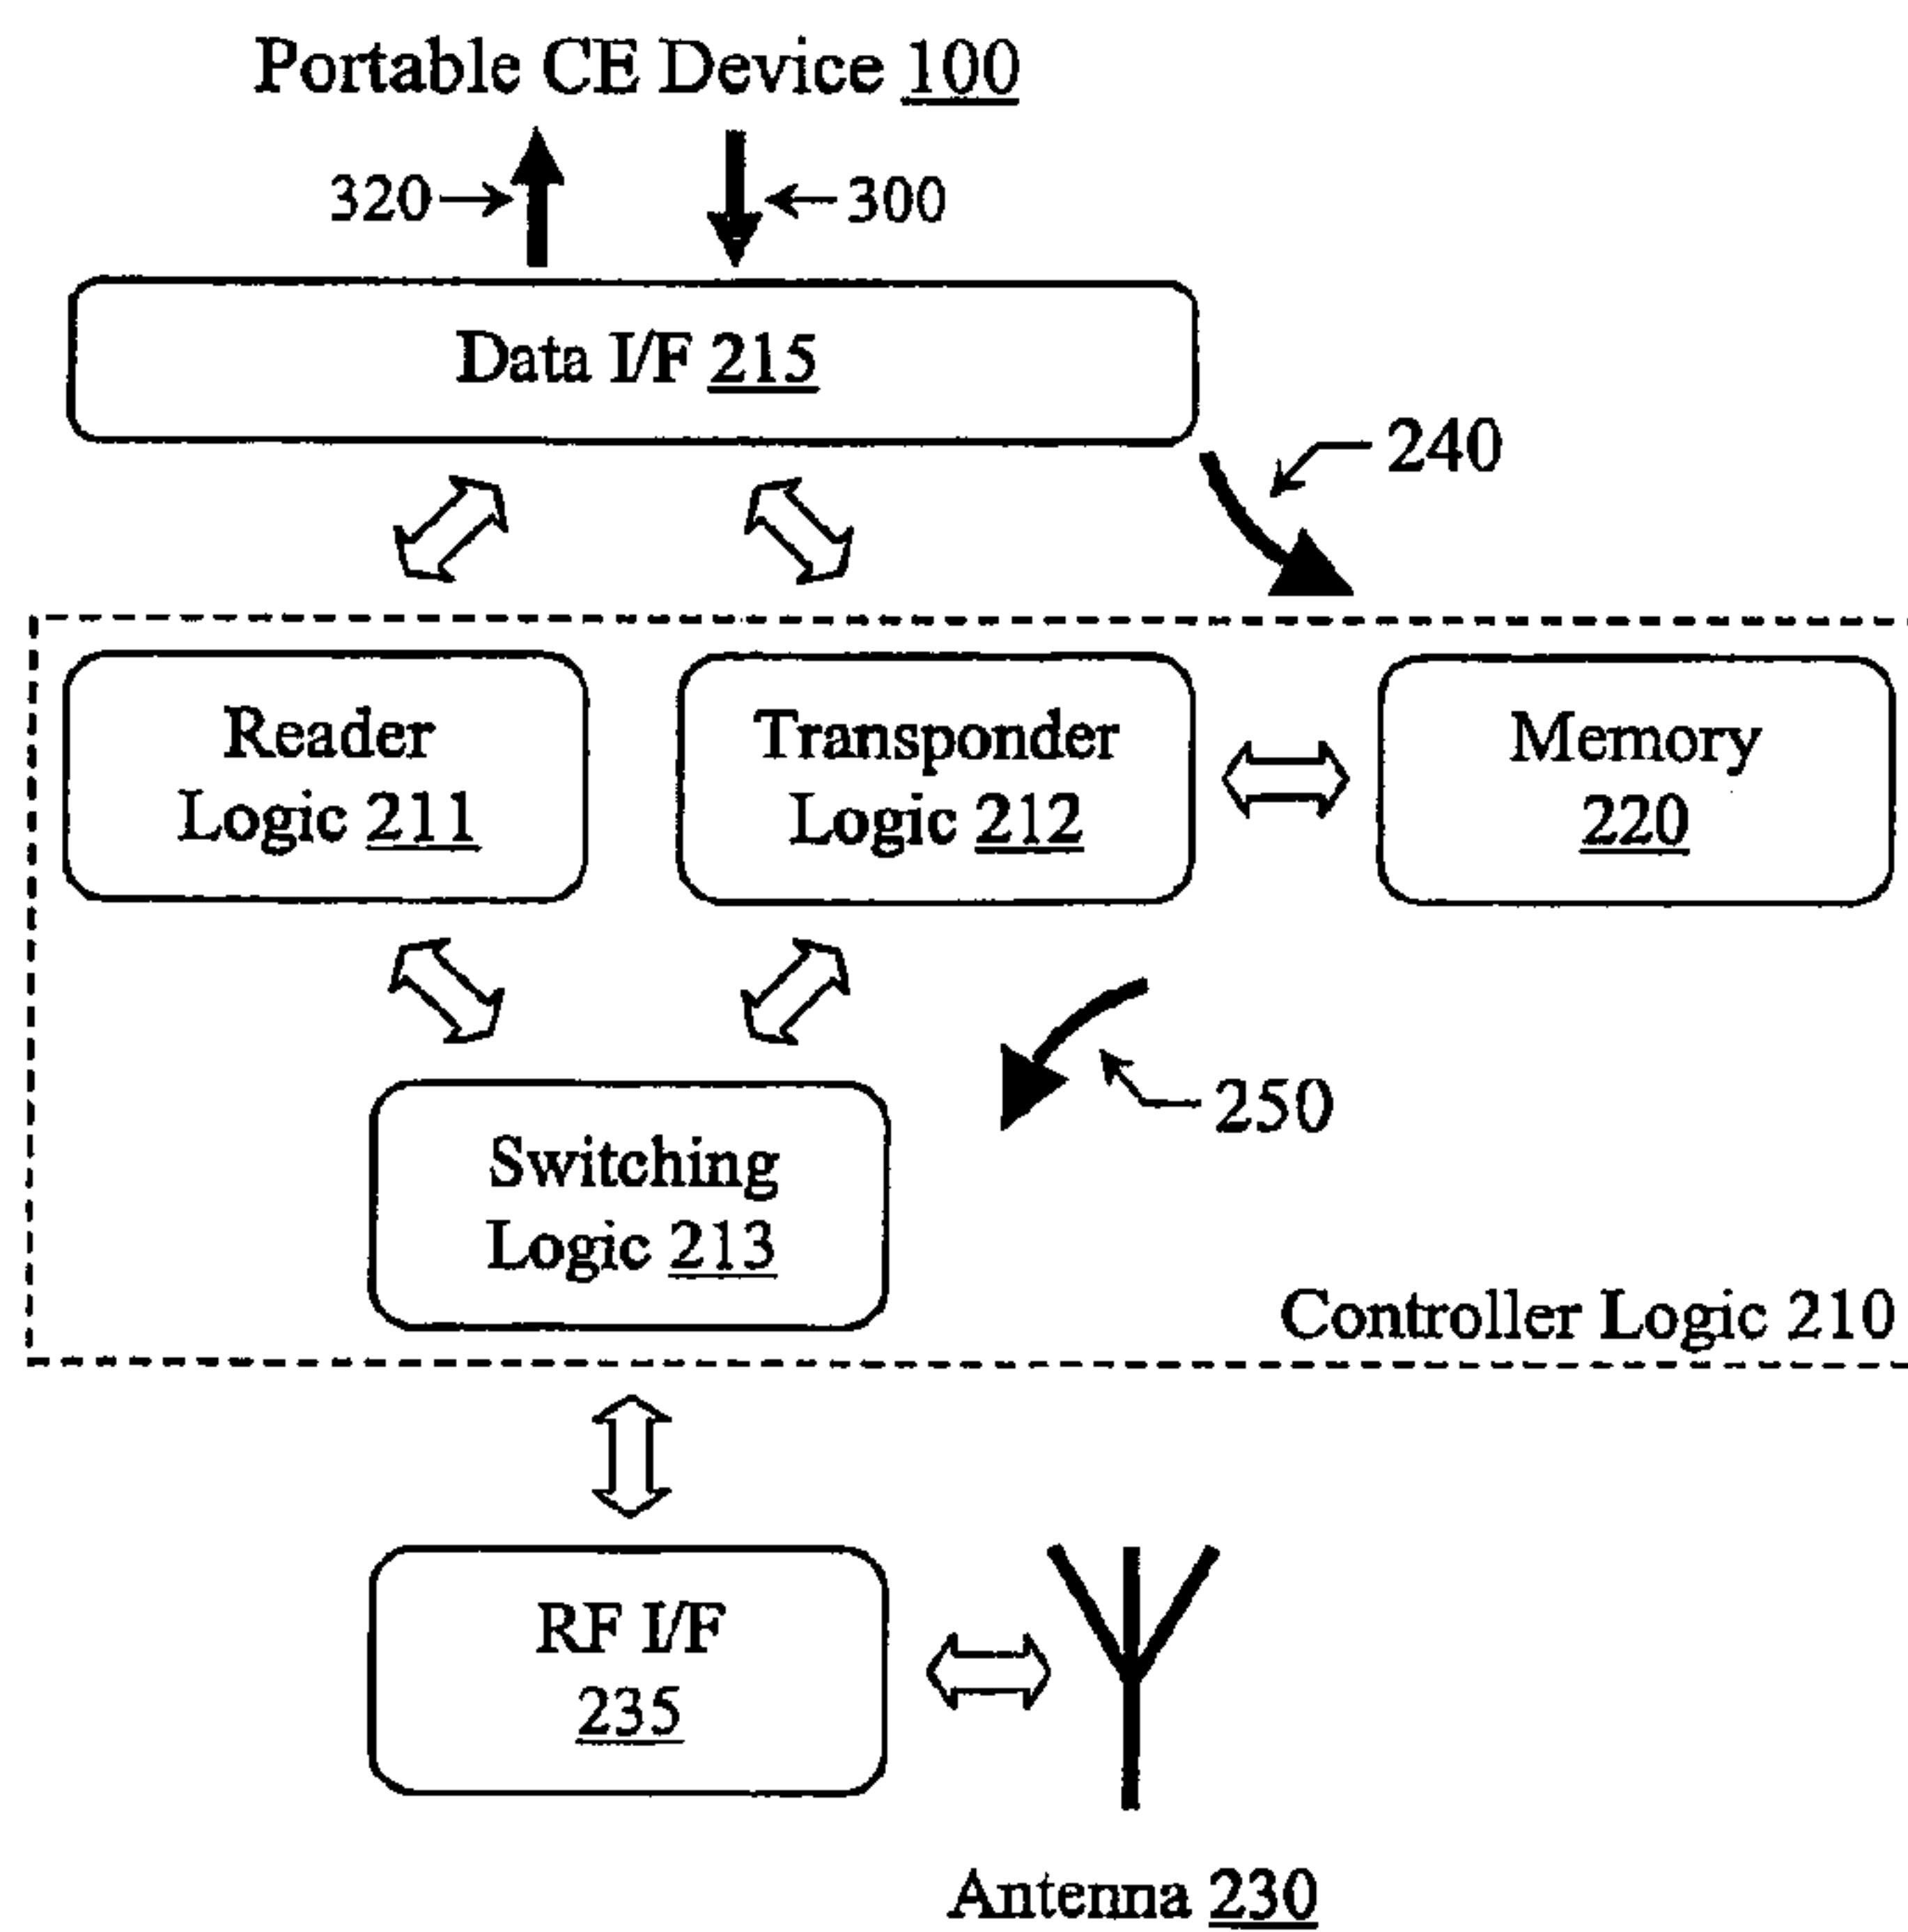 Portable CE Device 100
320
300
Data I/F 215
240
Reader
Logic 211
Transponder
Logic 212
Memory
220
250
Switching
Logic 213
Controller Logic 210
RF I/F
235
Antenna 230